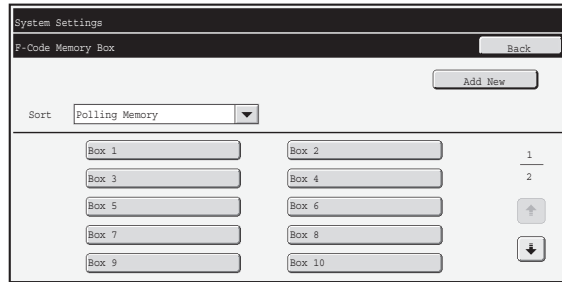 System Settings
F-Code Memory Box
Back
Add New
Sort Polling Memory
Box 1 Box 2
Box 3 Box 4
Box 5 Box 6
Box 7 Box 8
Box 9 Box 10
1
2